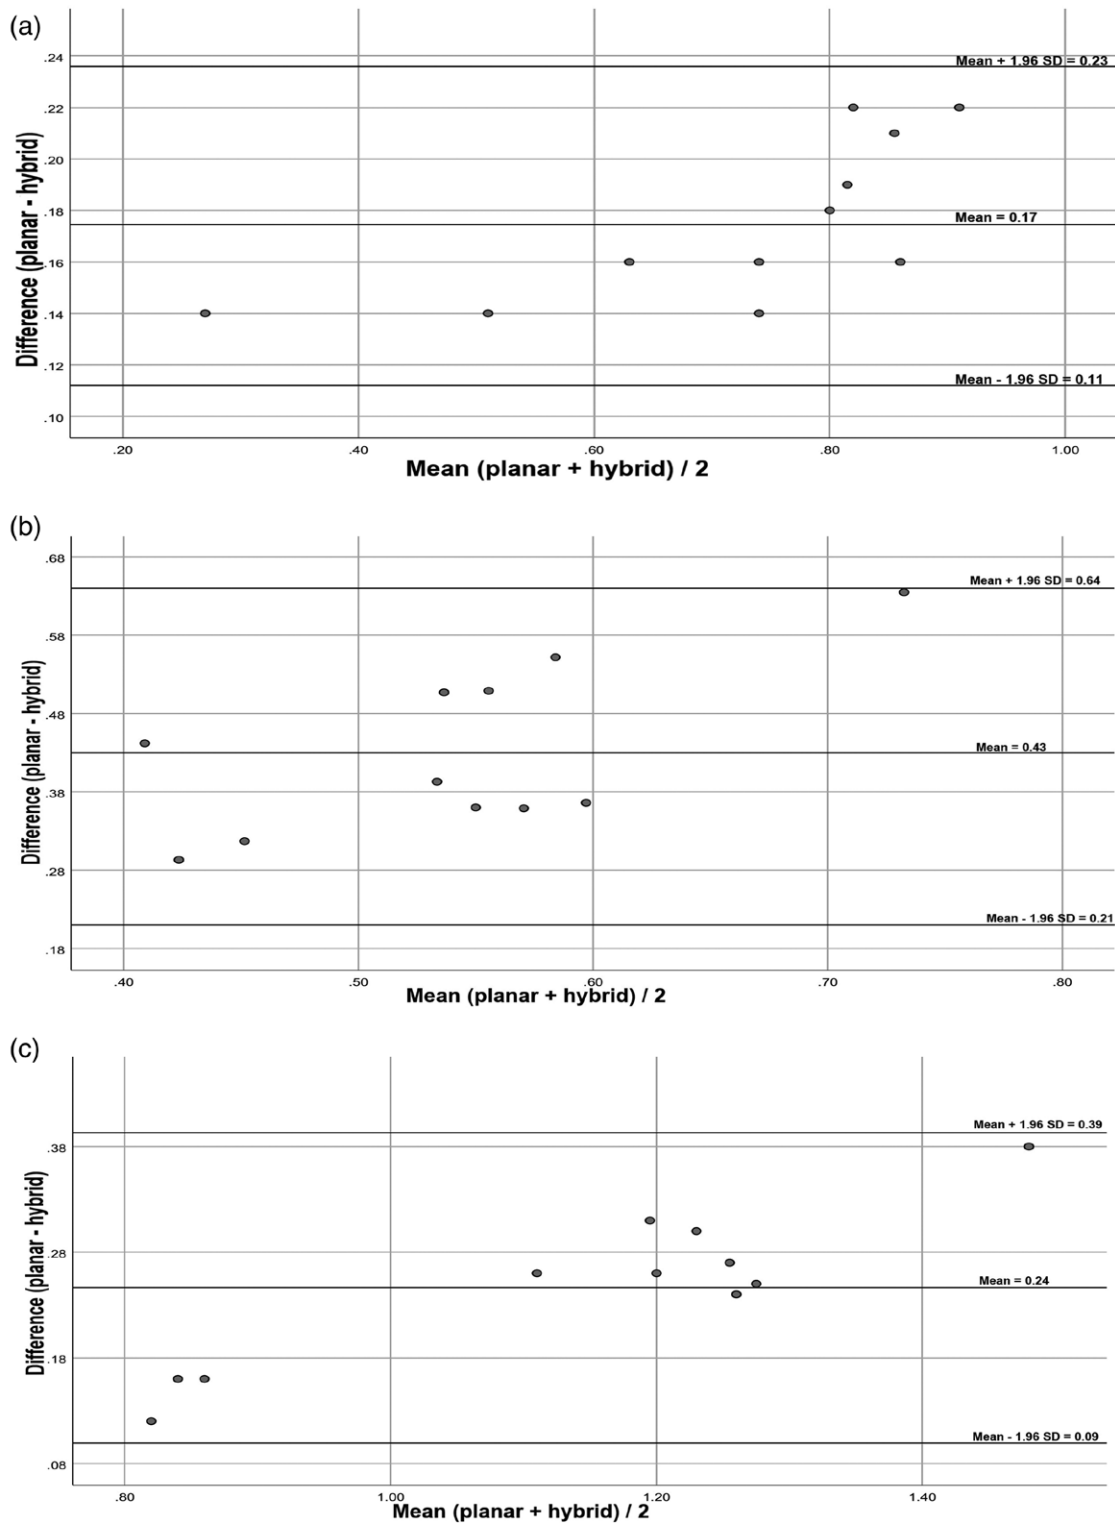 (a)
Difference (planar - hybrid)
.24
.22
.20
.18
.16
.14
.12
.10
Mean + 1.96 SD = 0.23
Mean = 0.17
Mean - 1.96 SD = 0.11
.20 .40 .60 .80 1.00
Mean (planar + hybrid) / 2
(b)
Difference (planar - hybrid)
.68
.58
.48
.38
.28
.18
Mean + 1.96 SD = 0.64
Mean = 0.43
Mean - 1.96 SD = 0.21
.40 .50 .60 .70 .80
Mean (planar + hybrid) / 2
(c)
Difference (planar - hybrid)
.38
.28
.18
.08
Mean + 1.96 SD = 0.39
Mean = 0.24
Mean - 1.96 SD = 0.09
.80 1.00 1.20 1.40
Mean (planar + hybrid) / 2